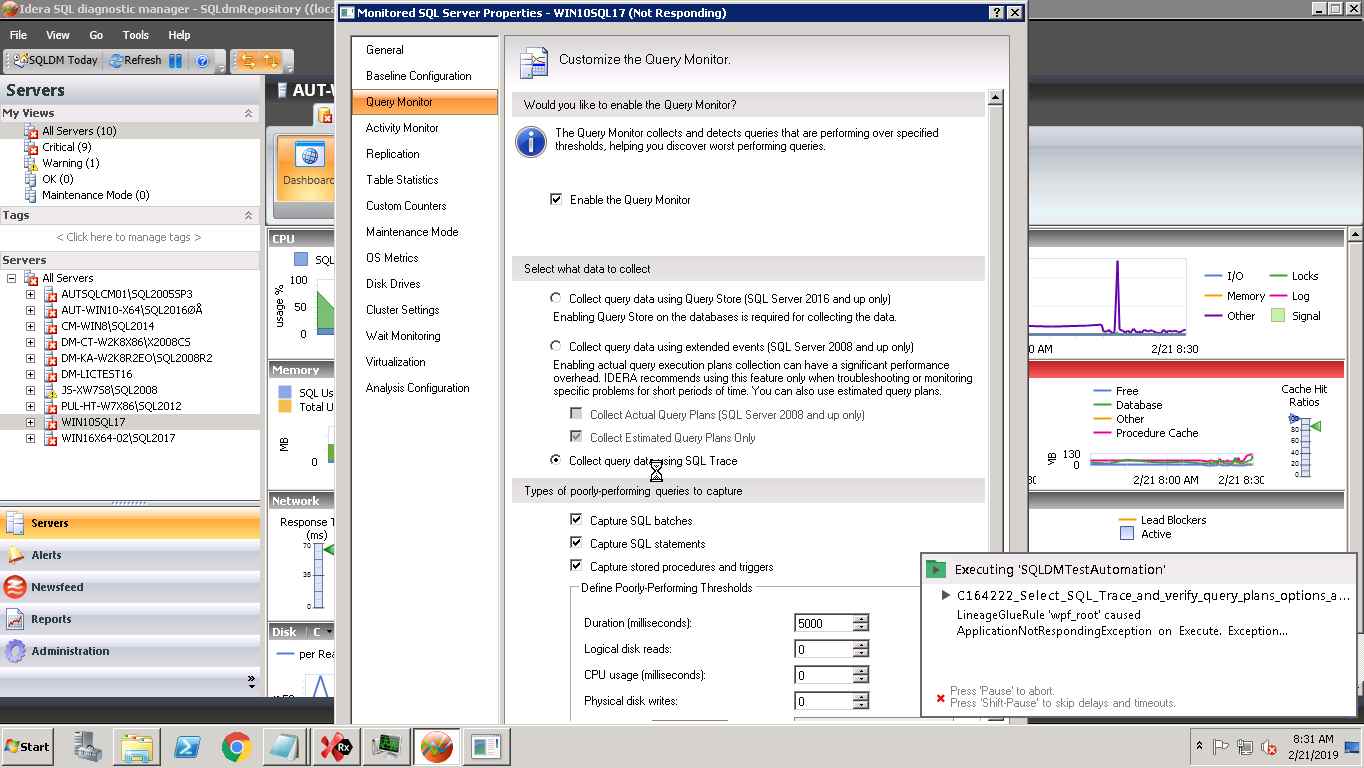 Idera SQL diagnostic manager - SQLdmRepository ((loca
File View Go Tools Help
SQLDM Today Refresh
Servers
My Views
All Servers (10)
Critical (9)
Warning (1)
OK (0)
Maintenance Mode (0)
Tags
< Click here to manage tags >
Servers
All Servers
AUTSQLCM01\SQL2005SP3
AUT-WIN10-X64\SQL2016ØÅ
CM-WIN8\SQL2014
DM-CT-W2K8X86\X2008CS
DM-KA-W2K8R2EO\SQL2008R2
DM-LICTEST16
JS-XW7S8\SQL2008
PUL-HT-W7X86\SQL2012
WIN10SQL17
WIN16X64-02\SQL2017
Servers
Alerts
Newsfeed
Reports
Administration
AUT-W
Dashboard
CPU
SQL
usage %
100
50
0
Memory
SQL Us
Total U
MB
0
Network
Response T
(ms)
70
0
Disk C
per Rea
Monitored SQL Server Properties - WIN10SQL17 (Not Responding)
General
Baseline Configuration
Query Monitor
Activity Monitor
Replication
Table Statistics
Custom Counters
Maintenance Mode
OS Metrics
Disk Drives
Cluster Settings
Wait Monitoring
Virtualization
Analysis Configuration
Customize the Query Monitor.
Would you like to enable the Query Monitor?
The Query Monitor collects and detects queries that are performing over specified
thresholds, helping you discover worst performing queries.
Enable the Query Monitor
Select what data to collect
Collect query data using Query Store (SQL Server 2016 and up only)
Enabling Query Store on the databases is required for collecting the data.
Collect query data using extended events (SQL Server 2008 and up only)
Enabling actual query execution plans collection can have a significant performance
overhead. IDERA recommends using this feature only when troubleshooting or monitoring
specific problems for short periods of time. You can also use estimated query plans.
Collect Actual Query Plans (SQL Server 2008 and up only)
Collect Estimated Query Plans Only
Collect query data using SQL Trace
Types of poorly-performing queries to capture
Capture SQL batches
Capture SQL statements
Capture stored procedures and triggers
Define Poorly-Performing Thresholds
Duration (milliseconds): 5000
Logical disk reads: 0
CPU usage (milliseconds): 0
Physical disk writes: 0
I/O Locks
Memory Log
Other Signal
0 AM 2/21 8:30
Free
Database
Other
Procedure Cache
Cache Hit
Ratios
80
60
40
20
0
MB
130
0
2/21 8:00 AM 2/21 8:30
Lead Blockers
Active
Executing 'SQLDMTestAutomation'
C164222_Select_SQL_Trace_and_verify_query_plans_options_a...
LineageGlueRule 'wpf_root' caused
ApplicationNotRespondingException on Execute. Exception...
Press 'Pause' to abort.
Press 'Shift-Pause' to skip delays and timeouts.
Start
Rx
8:31 AM
2/21/2019